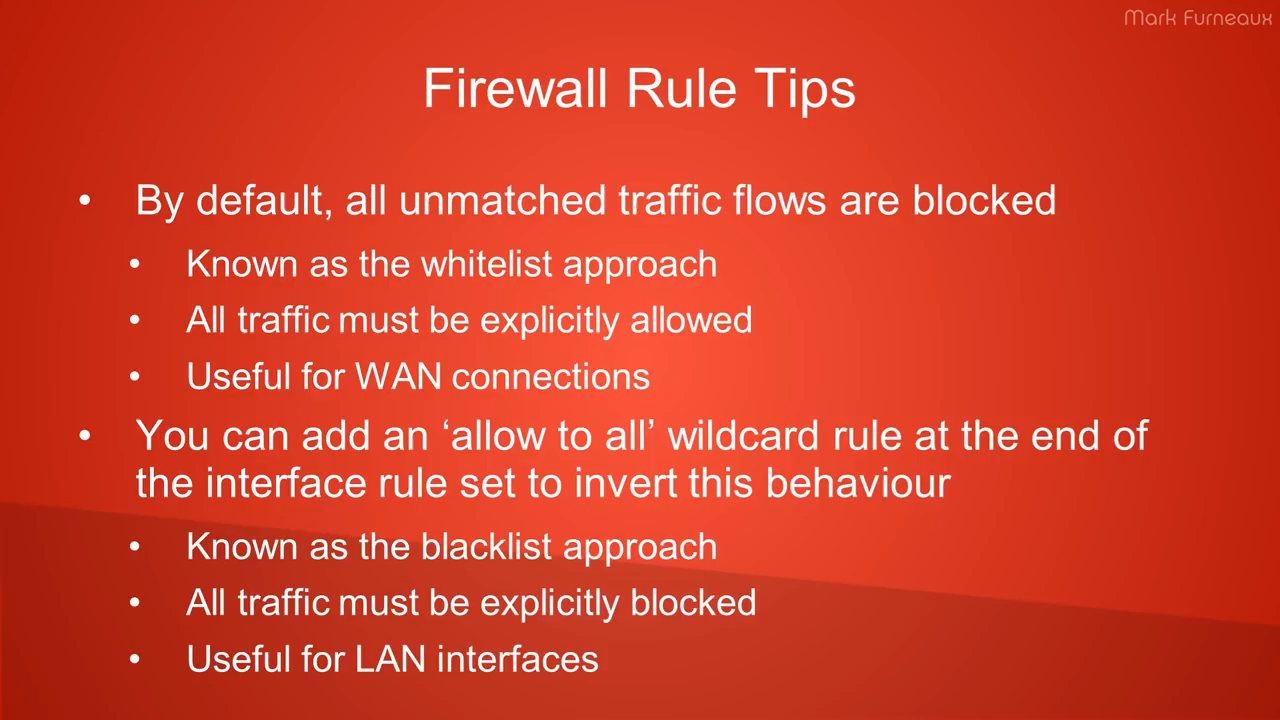 Mark Furneaux
Firewall Rule Tips
• By default, all unmatched traffic flows are blocked
• Known as the whitelist approach
• All traffic must be explicitly allowed
• Useful for WAN connections
• You can add an ‘allow to all’ wildcard rule at the end of
the interface rule set to invert this behaviour
• Known as the blacklist approach
• All traffic must be explicitly blocked
• Useful for LAN interfaces